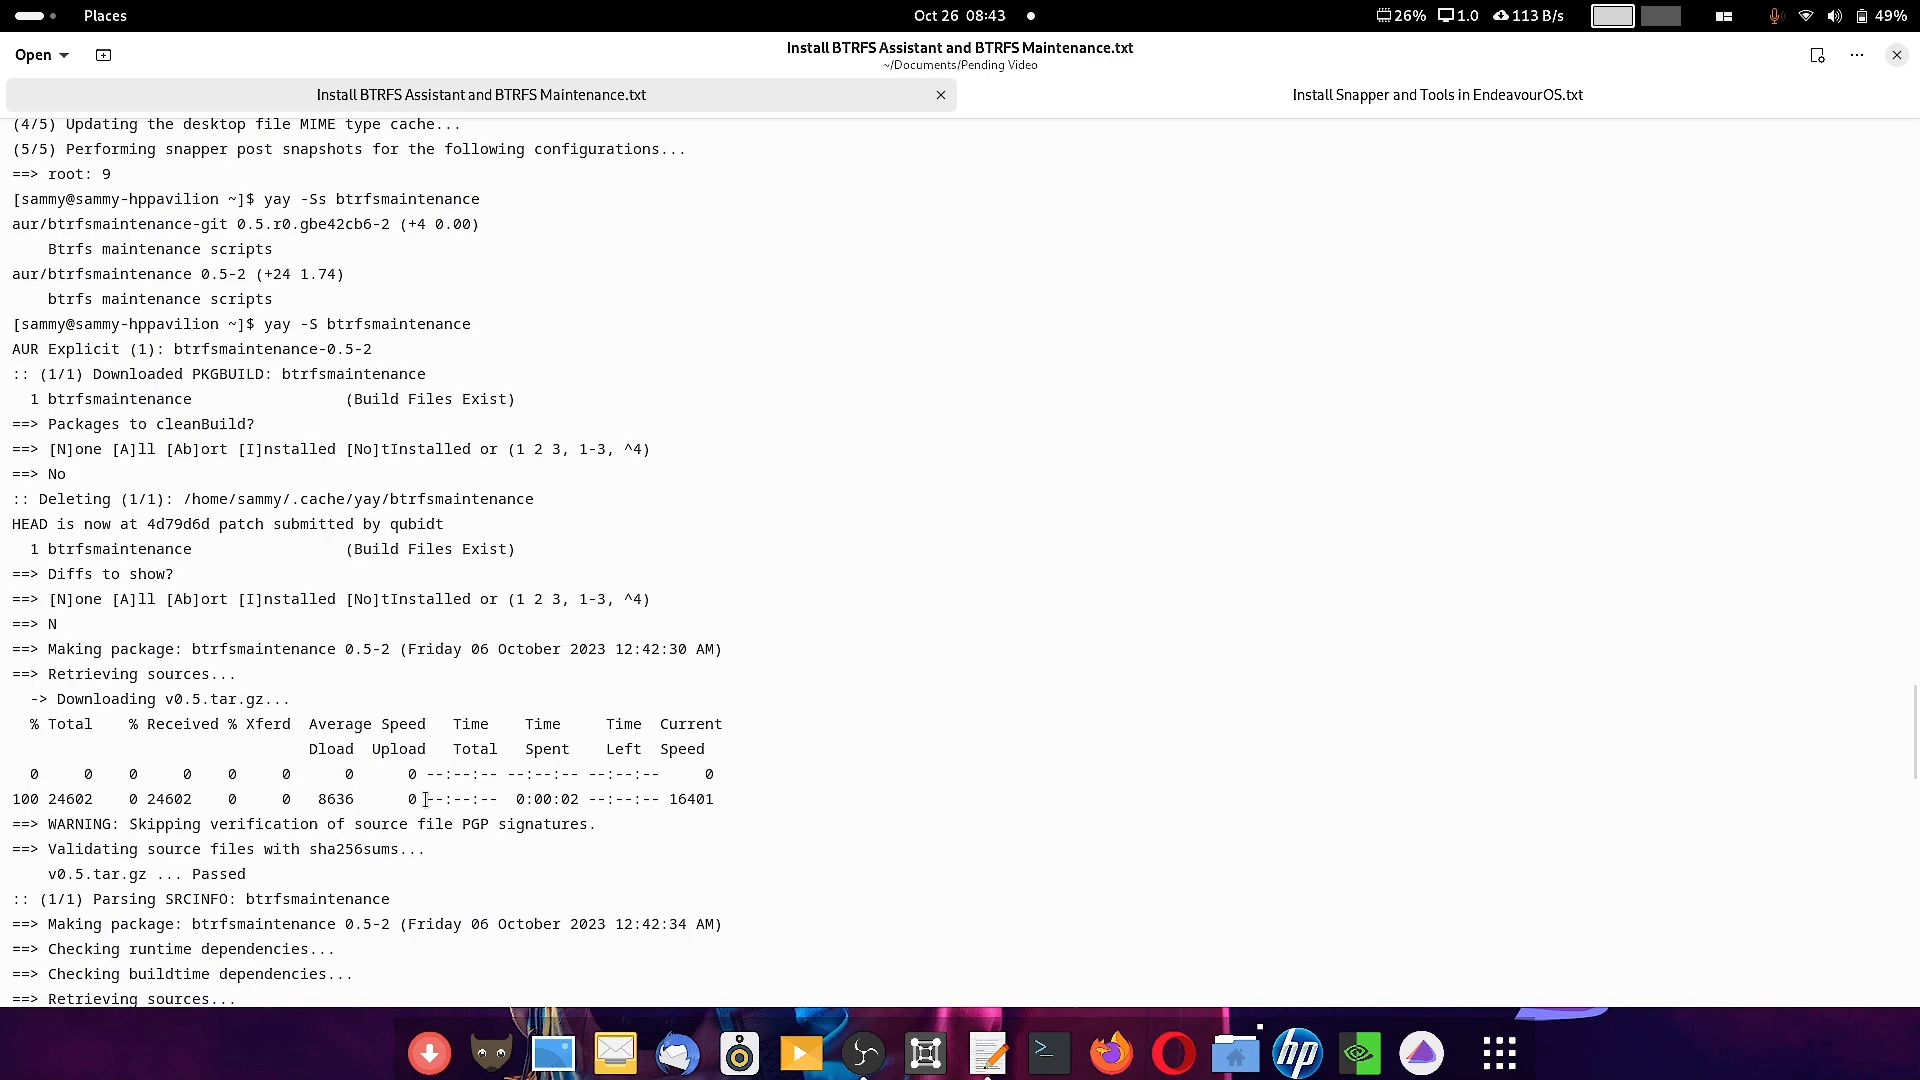 Places
Oct 26  08:43
26%
1.0
113 B/s
49%
Open
Install BTRFS Assistant and BTRFS Maintenance.txt
~/Documents/Pending Video
Install BTRFS Assistant and BTRFS Maintenance.txt
Install Snapper and Tools in EndeavourOS.txt
(4/5) Updating the desktop file MIME type cache...
(5/5) Performing snapper post snapshots for the following configurations...
==> root: 9
[sammy@sammy-hppavilion ~]$ yay -Ss btrfsmaintenance
aur/btrfsmaintenance-git 0.5.r0.gbe42cb6-2 (+4 0.00)
    Btrfs maintenance scripts
aur/btrfsmaintenance 0.5-2 (+24 1.74)
    btrfs maintenance scripts
[sammy@sammy-hppavilion ~]$ yay -S btrfsmaintenance
AUR Explicit (1): btrfsmaintenance-0.5-2
:: (1/1) Downloaded PKGBUILD: btrfsmaintenance
  1 btrfsmaintenance                 (Build Files Exist)
==> Packages to cleanBuild?
==> [N]one [A]ll [Ab]ort [I]nstalled [No]tInstalled or (1 2 3, 1-3, ^4)
==> No
:: Deleting (1/1): /home/sammy/.cache/yay/btrfsmaintenance
HEAD is now at 4d79d6d patch submitted by qubidt
  1 btrfsmaintenance                 (Build Files Exist)
==> Diffs to show?
==> [N]one [A]ll [Ab]ort [I]nstalled [No]tInstalled or (1 2 3, 1-3, ^4)
==> N
==> Making package: btrfsmaintenance 0.5-2 (Friday 06 October 2023 12:42:30 AM)
==> Retrieving sources...
  -> Downloading v0.5.tar.gz...
  % Total    % Received % Xferd  Average Speed   Time    Time     Time  Current
                                 Dload  Upload   Total   Spent    Left  Speed
  0     0    0     0    0     0      0      0 --:--:-- --:--:-- --:--:--     0
100 24602    0 24602    0     0   8636      0 --:--:--  0:00:02 --:--:-- 16401
==> WARNING: Skipping verification of source file PGP signatures.
==> Validating source files with sha256sums...
    v0.5.tar.gz ... Passed
:: (1/1) Parsing SRCINFO: btrfsmaintenance
==> Making package: btrfsmaintenance 0.5-2 (Friday 06 October 2023 12:42:34 AM)
==> Checking runtime dependencies...
==> Checking buildtime dependencies...
==> Retrieving sources...
hp